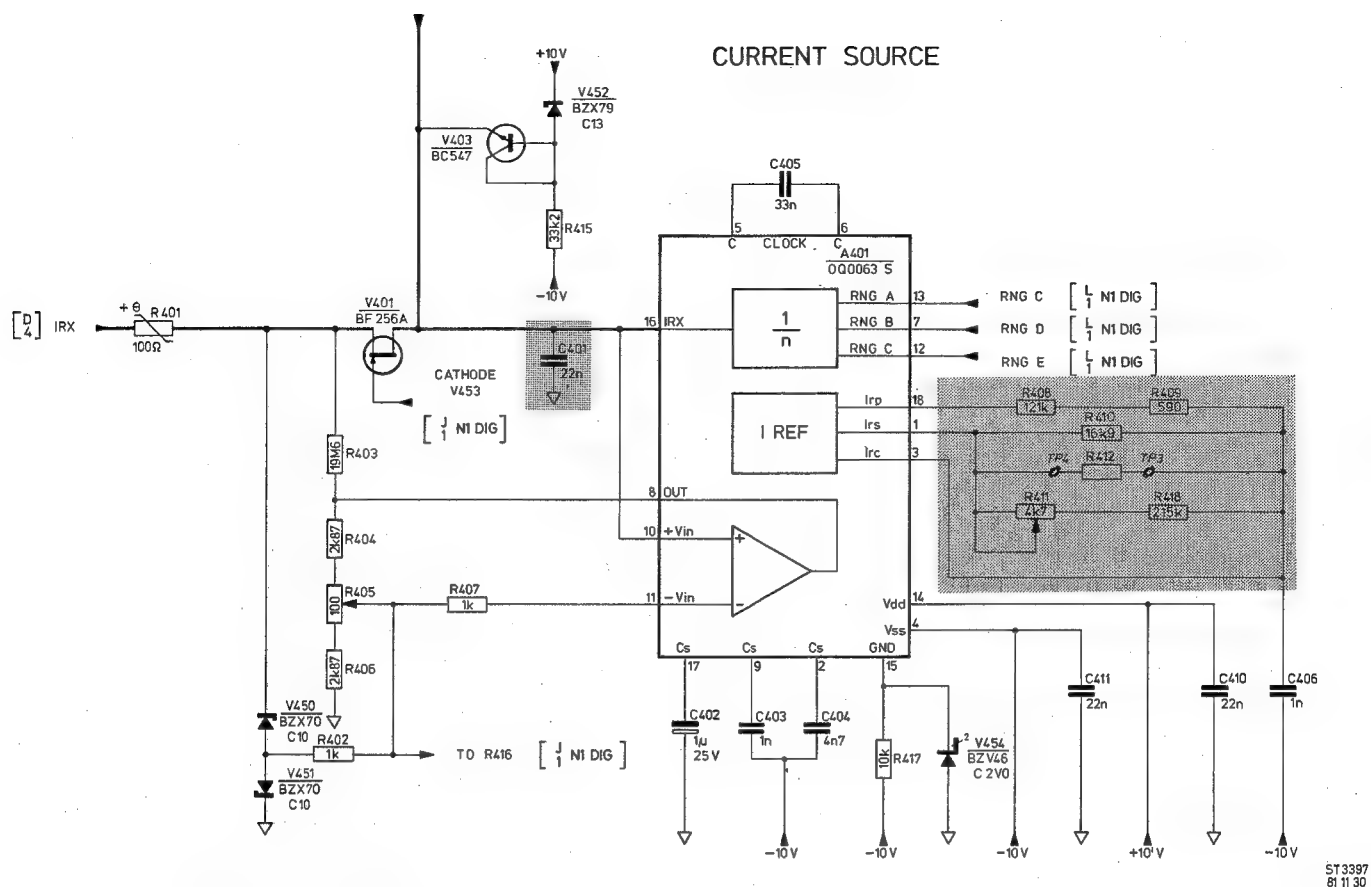 CURRENT SOURCE
+10V
V452
BZX79
C13
V403
BC547
33k2
R415
-10V
C405
33n
5
6
C
CLOCK
C
A401
OQ0063 S
[D/4] IRX
+θ
R401
100Ω
V401
BF 256A
C401
22n
CATHODE
V453
[J/1 N1 DIG]
16
IRX
1/n
RNG A
13
RNG C [L/1 N1 DIG]
RNG B
7
RNG D [L/1 N1 DIG]
RNG C
12
RNG E [L/1 N1 DIG]
I REF
Irp
18
R408
121k
R409
590
Irs
1
R410
16k9
Irc
3
TP4
R412
TP3
R411
4k7
R418
215k
19M6
R403
8
OUT
2k87
R404
10
+Vin
+
100
R405
R407
1k
11
-Vin
-
2k87
R406
Vdd
14
Vss
4
Cs
17
Cs
9
Cs
2
GND
15
V450
BZX70
C10
R402
1k
TO R416 [J/1 N1 DIG]
V451
BZX70
C10
C402
1µ
25V
C403
1n
C404
4n7
10k
R417
2
V454
BZV46
C 2V0
C411
22n
C410
22n
C406
1n
-10V
-10V
-10V
+10V
-10V
ST3397
81 11 30